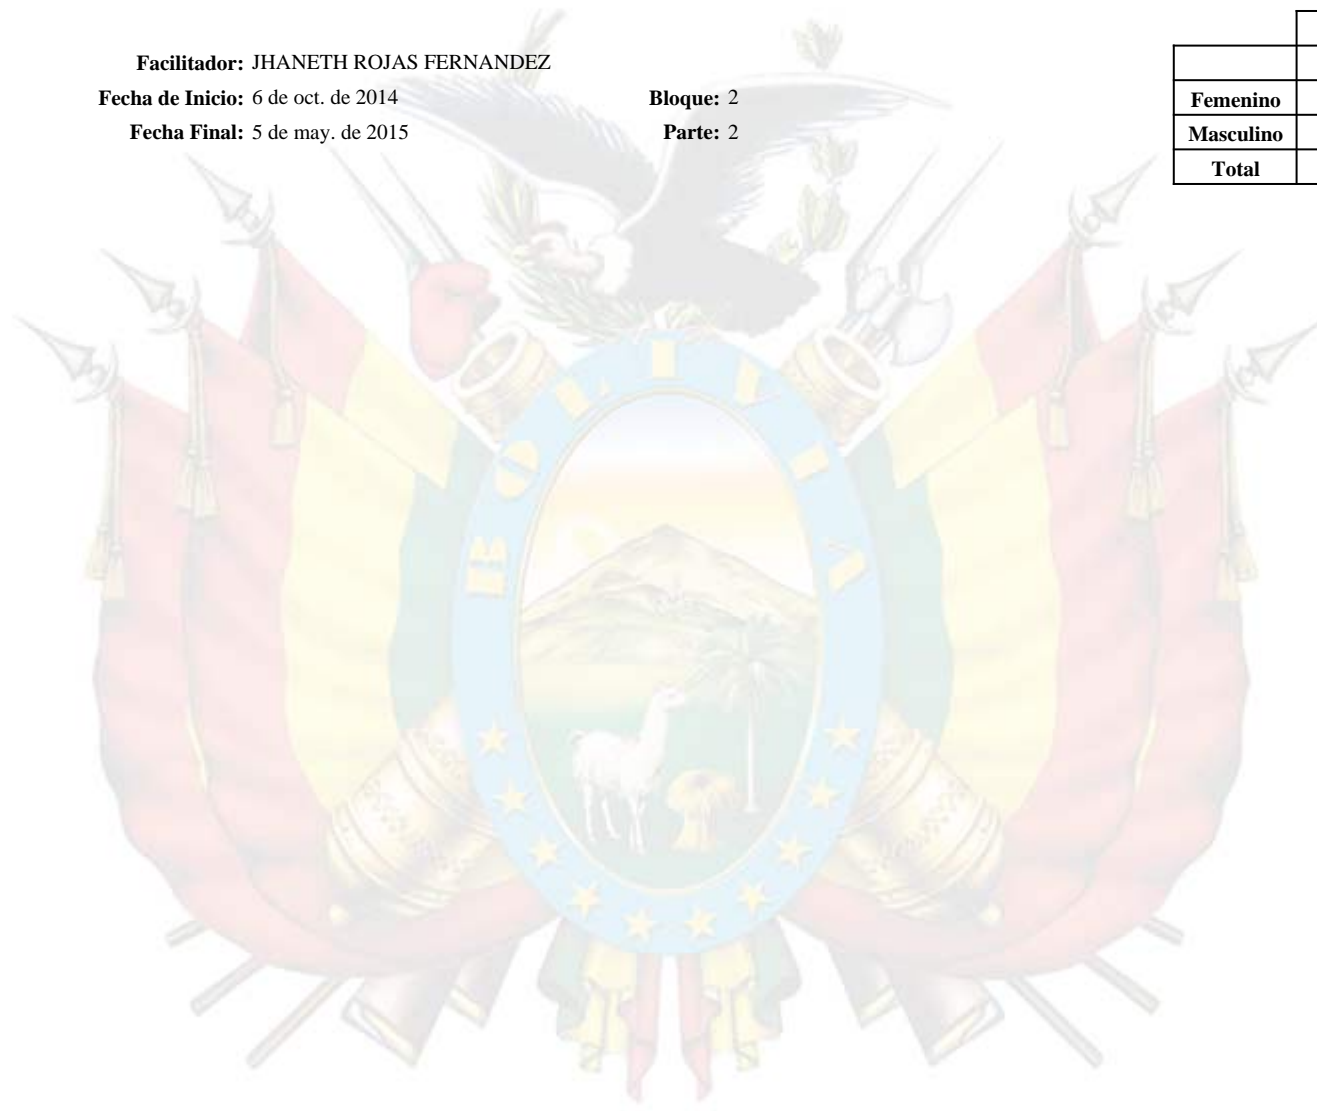 Facilitador: JHANETH ROJAS FERNANDEZ
Fecha de Inicio: 6 de oct. de 2014 Bloque: 2
Fecha Final: 5 de may. de 2015 Parte: 2
Femenino
Masculino
Total
BOLIVIA